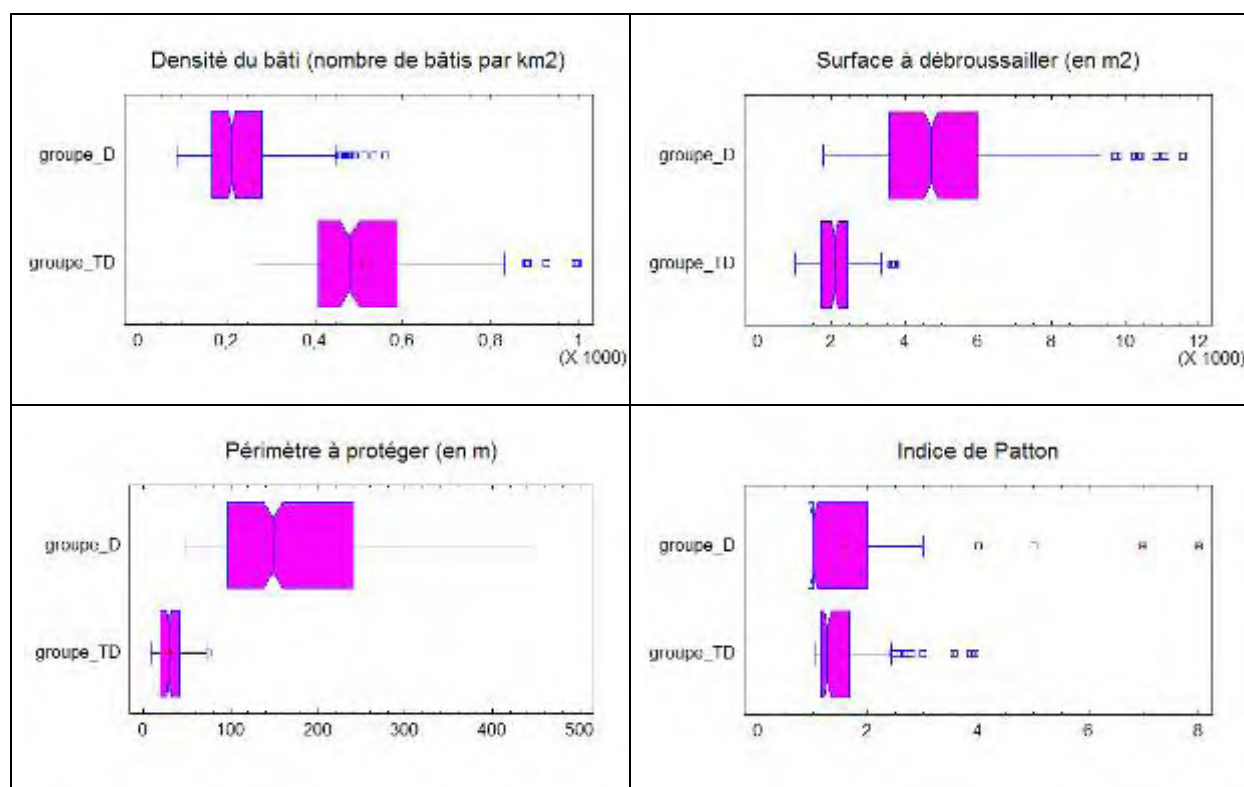 Densité du bâti (nombre de bâtis par km2)
groupe_D
groupe_TD
0 0,2 0,4 0,6 0,8 1
(X 1000)
Surface à débroussailler (en m2)
groupe_D
groupe_TD
0 2 4 6 8 10 12
(X 1000)
Périmètre à protéger (en m)
groupe_D
groupe_TD
0 100 200 300 400 500
Indice de Patton
groupe_D
groupe_TD
0 2 4 6 8